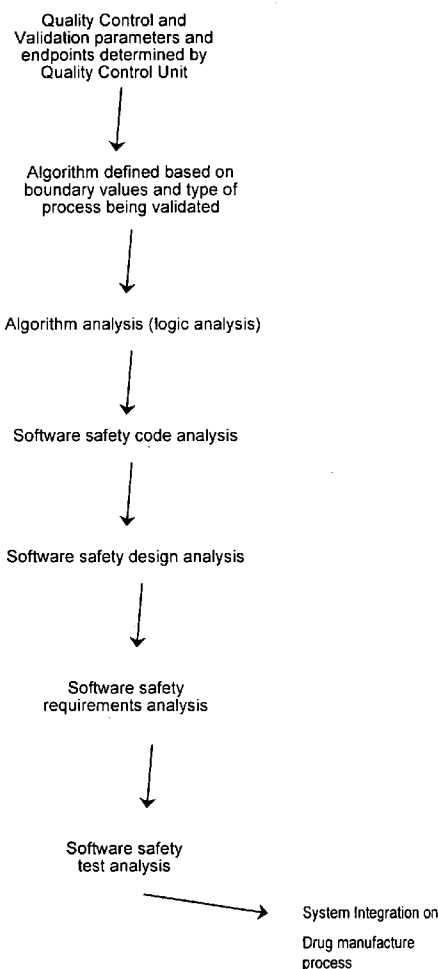 Quality Control and
Validation parameters and
endpoints determined by
Quality Control Unit
Algorithm defined based on
boundary values and type of
process being validated
Algorithm analysis (logic analysis)
Software safety code analysis
Software safety design analysis
Software safety
requirements analysis
Software safety
test analysis
System Integration on
Drug manufacture
process